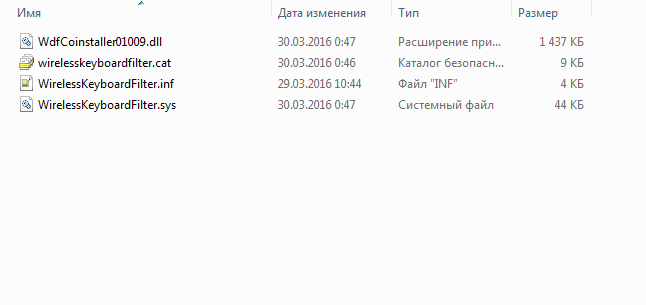 Имя Дата изменения Тип Размер
WdfCoinstaller01009.dll 30.03.2016 0:47 Расширение при... 1 437 КБ
wirelesskeyboardfilter.cat 30.03.2016 0:46 Каталог безопасн... 9 КБ
WirelessKeyboardFilter.inf 29.03.2016 10:44 Файл "INF" 4 КБ
WirelessKeyboardFilter.sys 30.03.2016 0:47 Системный файл 44 КБ